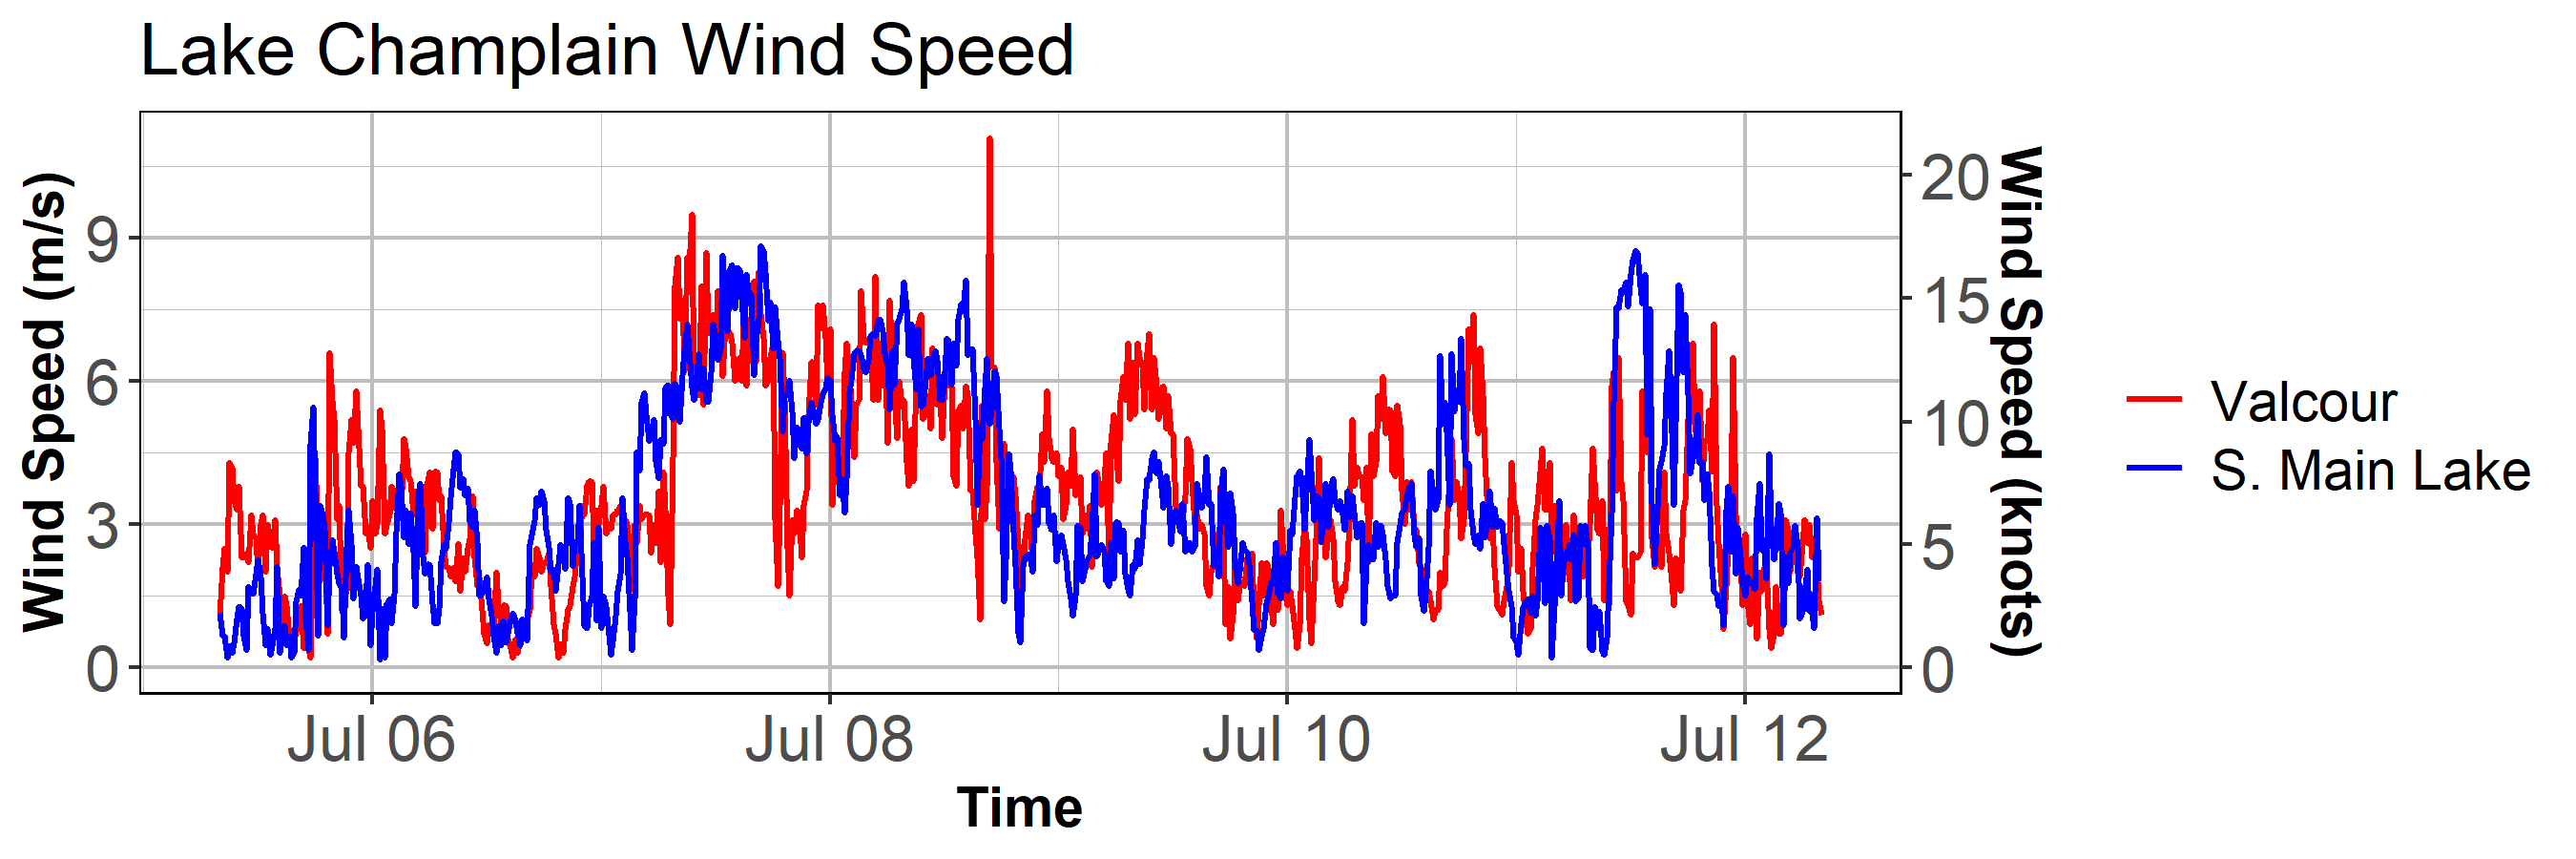 Lake Champlain Wind Speed
Wind Speed (m/s)
9
6
3
0
20
15
10
5
0
Wind Speed (knots)
Jul 06
Jul 08
Jul 10
Jul 12
Time
Valcour
S. Main Lake